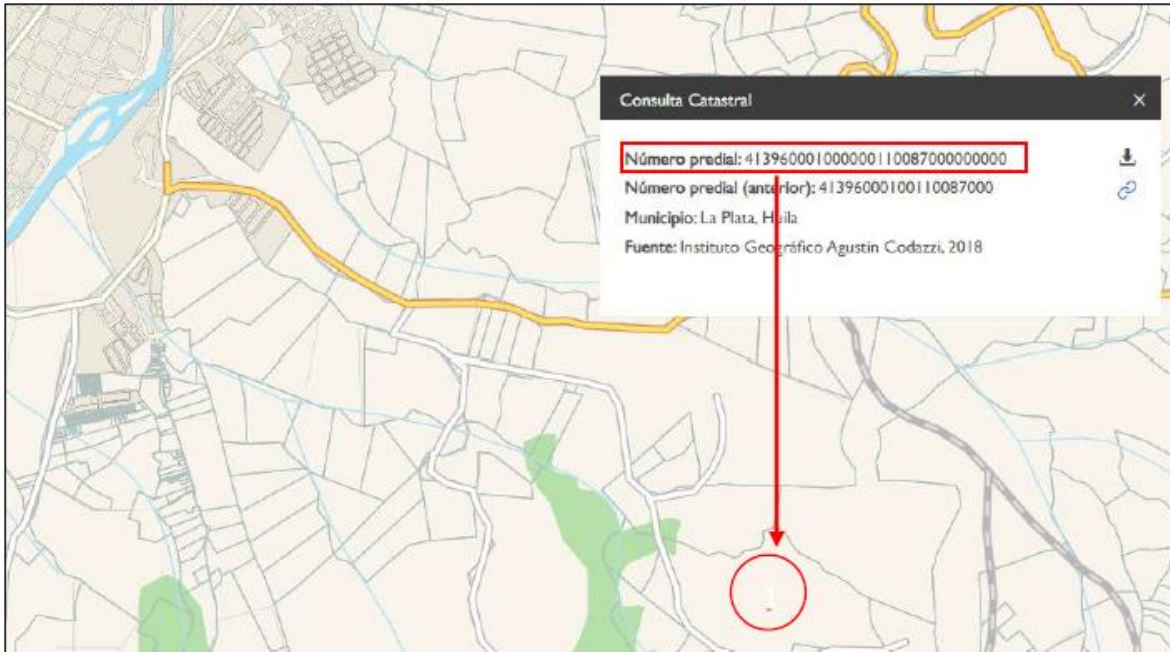 Consulta Catastral
Número predial: 413960001000000110087000000000
Número predial (anterior): 41396000100110087000
Municipio: La Plata, Huila
Fuente: Instituto Geográfico Agustín Codazzi, 2018